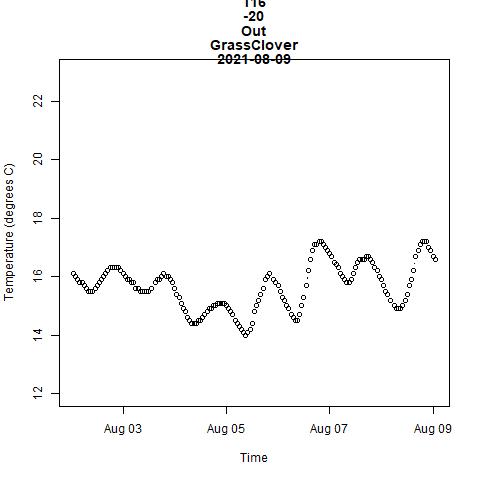 116
-20
Out
GrassClover
2021-08-09
Temperature (degrees C)
22
20
18
16
14
12
Aug 03
Aug 05
Aug 07
Aug 09
Time